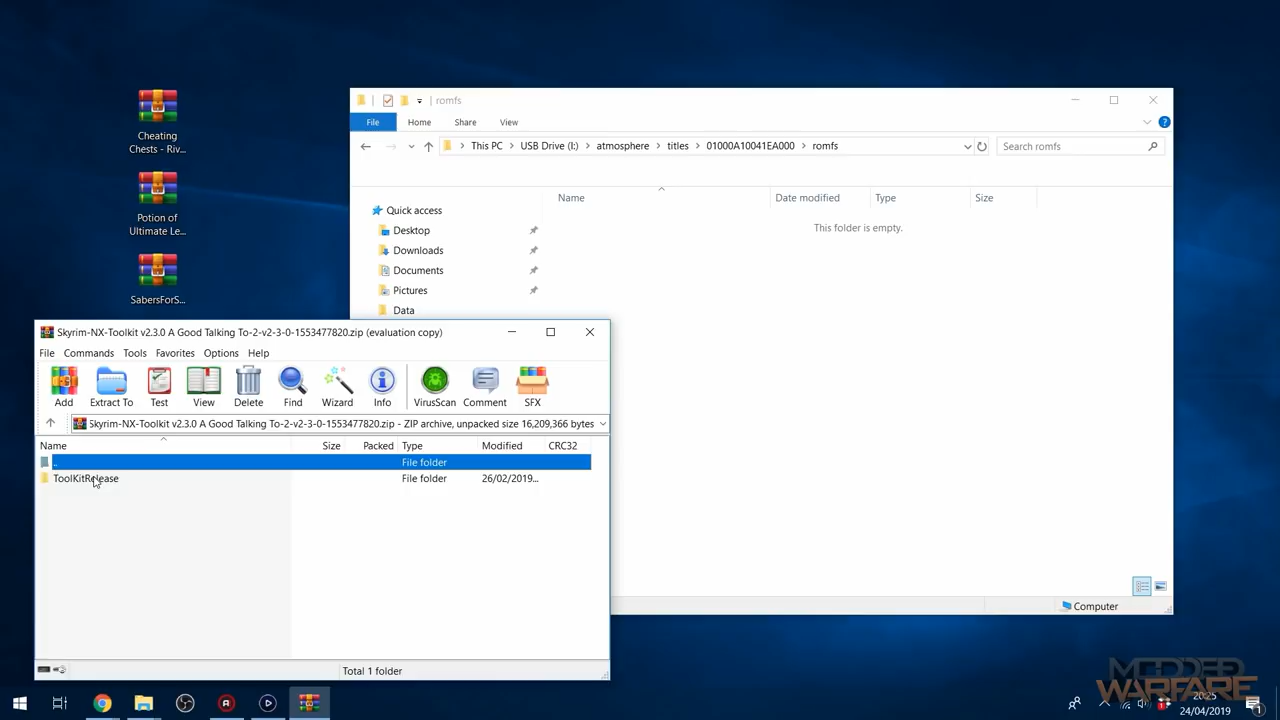 Cheating
Chests - Riv...
Potion of
Ultimate Le...
SabersForS...
romfs
File Home Share View
This PC USB Drive (I:) atmosphere titles 01000A10041EA000 romfs
Search romfs
Name Date modified Type Size
This folder is empty.
Quick access
Desktop
Downloads
Documents
Pictures
Data
Computer
Skyrim-NX-Toolkit v2.3.0 A Good Talking To-2-v2-3-0-1553477820.zip (evaluation copy)
File Commands Tools Favorites Options Help
Add Extract To Test View Delete Find Wizard Info VirusScan Comment SFX
Skyrim-NX-Toolkit v2.3.0 A Good Talking To-2-v2-3-0-1553477820.zip - ZIP archive, unpacked size 16,209,366 bytes
Name Size Packed Type Modified CRC32
.. File folder
ToolKitRelease File folder 26/02/2019...
Total 1 folder
MODDED
WARFARE
20:25
24/04/2019
1